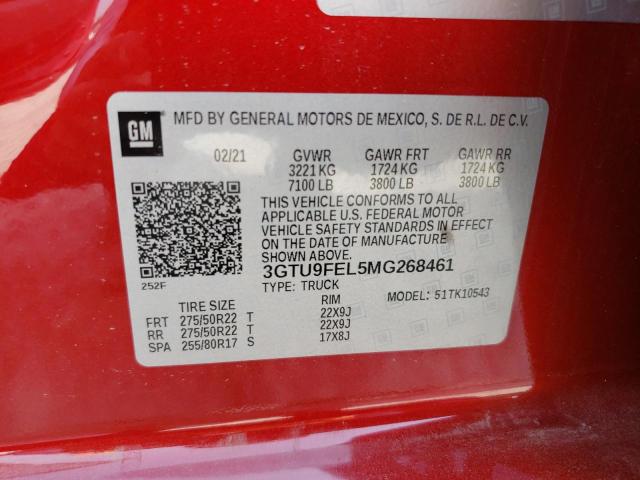 GM
MFD BY GENERAL MOTORS DE MEXICO, S. DE R.L. DE C.V.
02/21 GVWR GAWR FRT GAWR RR
3221 KG 1724 KG 1724 KG
7100 LB 3800 LB 3800 LB
THIS VEHICLE CONFORMS TO ALL
APPLICABLE U.S. FEDERAL MOTOR
VEHICLE SAFETY STANDARDS IN EFFECT
ON THE DATE OF MANUFACTURE
SHOWN ABOVE.
252F
3GTU9FEL5MG268461
TYPE: TRUCK
TIRE SIZE RIM MODEL: 51TK10543
FRT 275/50R22 T 22X9J
RR 275/50R22 T 22X9J
SPA 255/80R17 S 17X8J